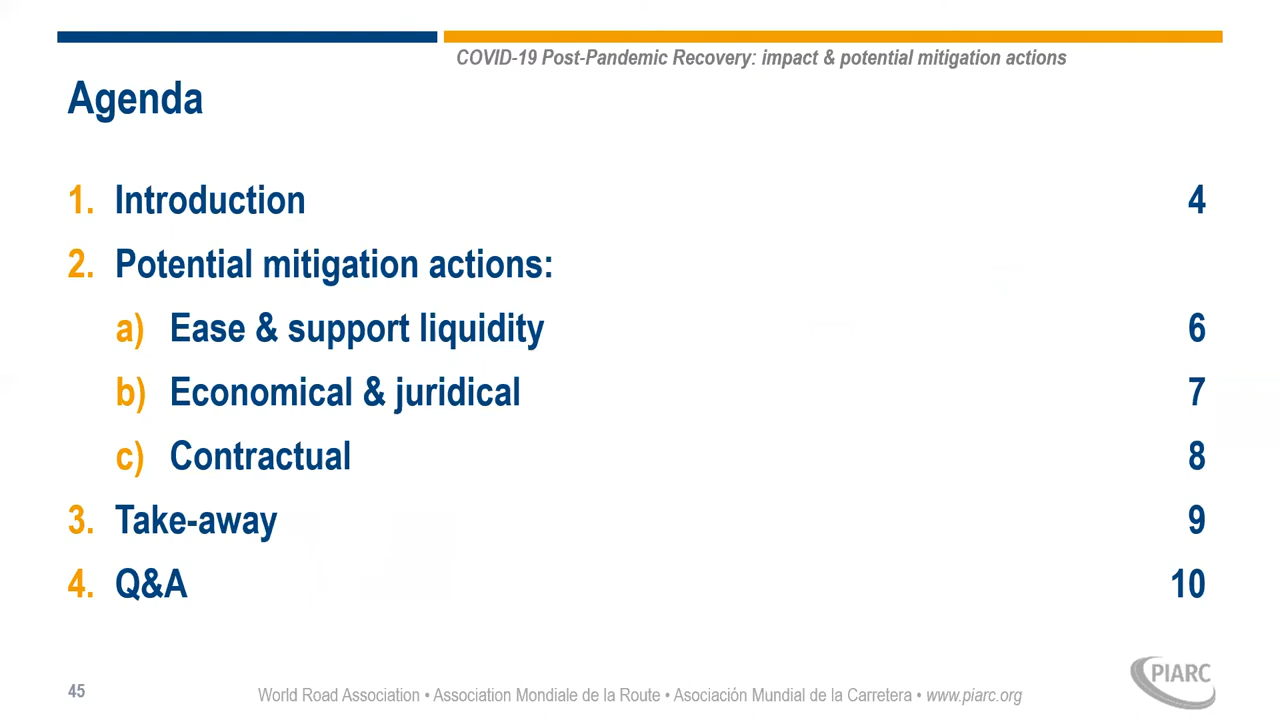 COVID-19 Post-Pandemic Recovery: impact & potential mitigation actions
Agenda
1. Introduction 4
2. Potential mitigation actions:
a) Ease & support liquidity 6
b) Economical & juridical 7
c) Contractual 8
3. Take-away 9
4. Q&A 10
45
World Road Association • Association Mondiale de la Route • Asociación Mundial de la Carretera • www.piarc.org
PIARC